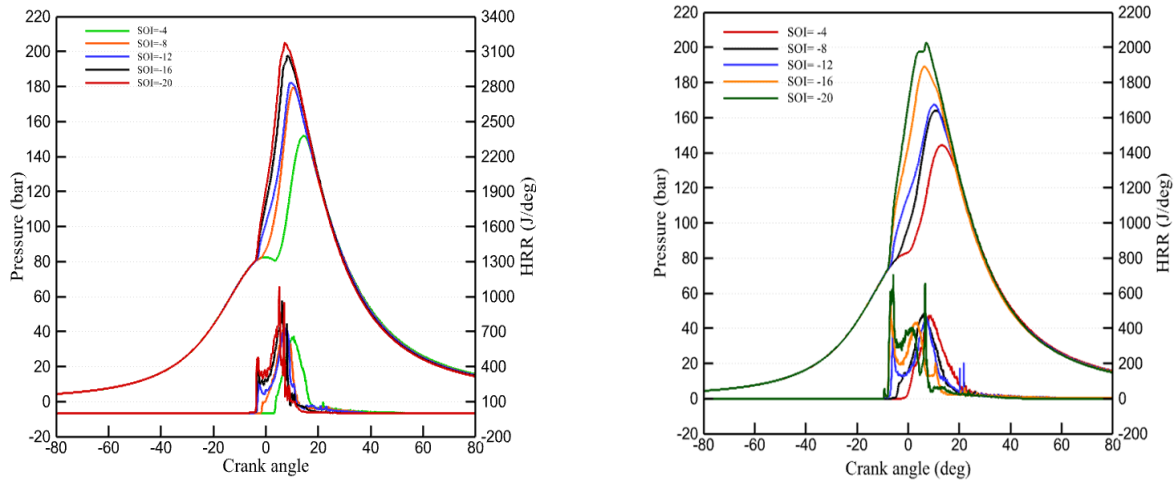 220
200
180
160
140
120
100
80
60
40
20
0
-20
Pressure (bar)
SOI=-4
SOI=-8
SOI=-12
SOI=-16
SOI=-20
3400
3100
2800
2500
2200
1900
1600
1300
1000
700
400
100
-200
HRR (J/deg)
-80 -60 -40 -20 0 20 40 60 80
Crank angle
220
200
180
160
140
120
100
80
60
40
20
0
-20
Pressure (bar)
SOI= -4
SOI= -8
SOI= -12
SOI= -16
SOI= -20
2200
2000
1800
1600
1400
1200
1000
800
600
400
200
0
-200
HRR (J/deg)
-80 -60 -40 -20 0 20 40 60 80
Crank angle (deg)